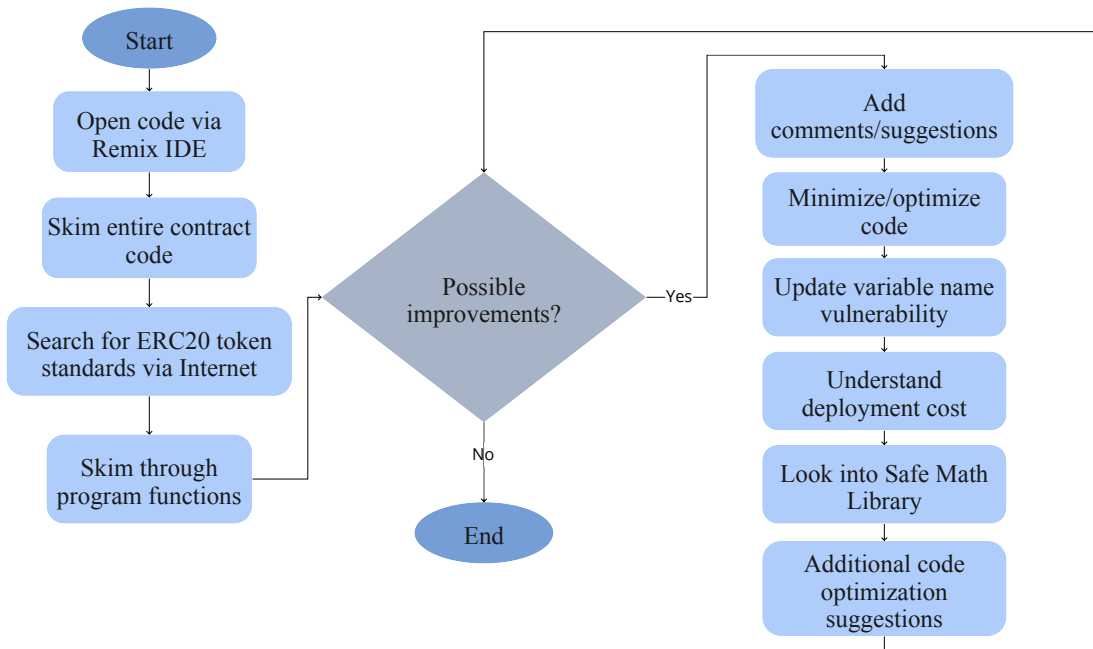 Start
Open code via
Remix IDE
Skim entire contract
code
Search for ERC20 token
standards via Internet
Skim through
program functions
Possible
improvements?
Yes
No
End
Add
comments/suggestions
Minimize/optimize
code
Update variable name
vulnerability
Understand
deployment cost
Look into Safe Math
Library
Additional code
optimization
suggestions